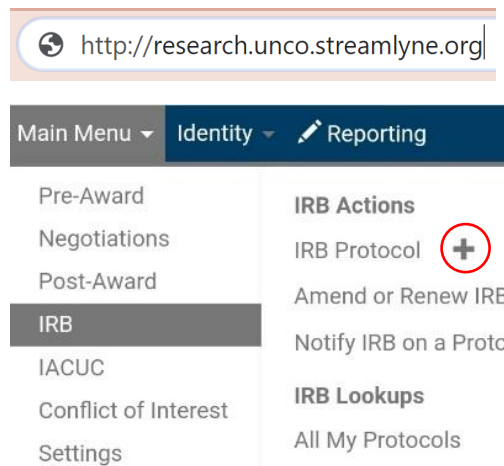 http://research.unco.streamlyne.org
Main Menu Identity Reporting
Pre-Award
Negotiations
Post-Award
IRB
IACUC
Conflict of Interest
Settings
IRB Actions
IRB Protocol
Amend or Renew IRB
Notify IRB on a Proto
IRB Lookups
All My Protocols